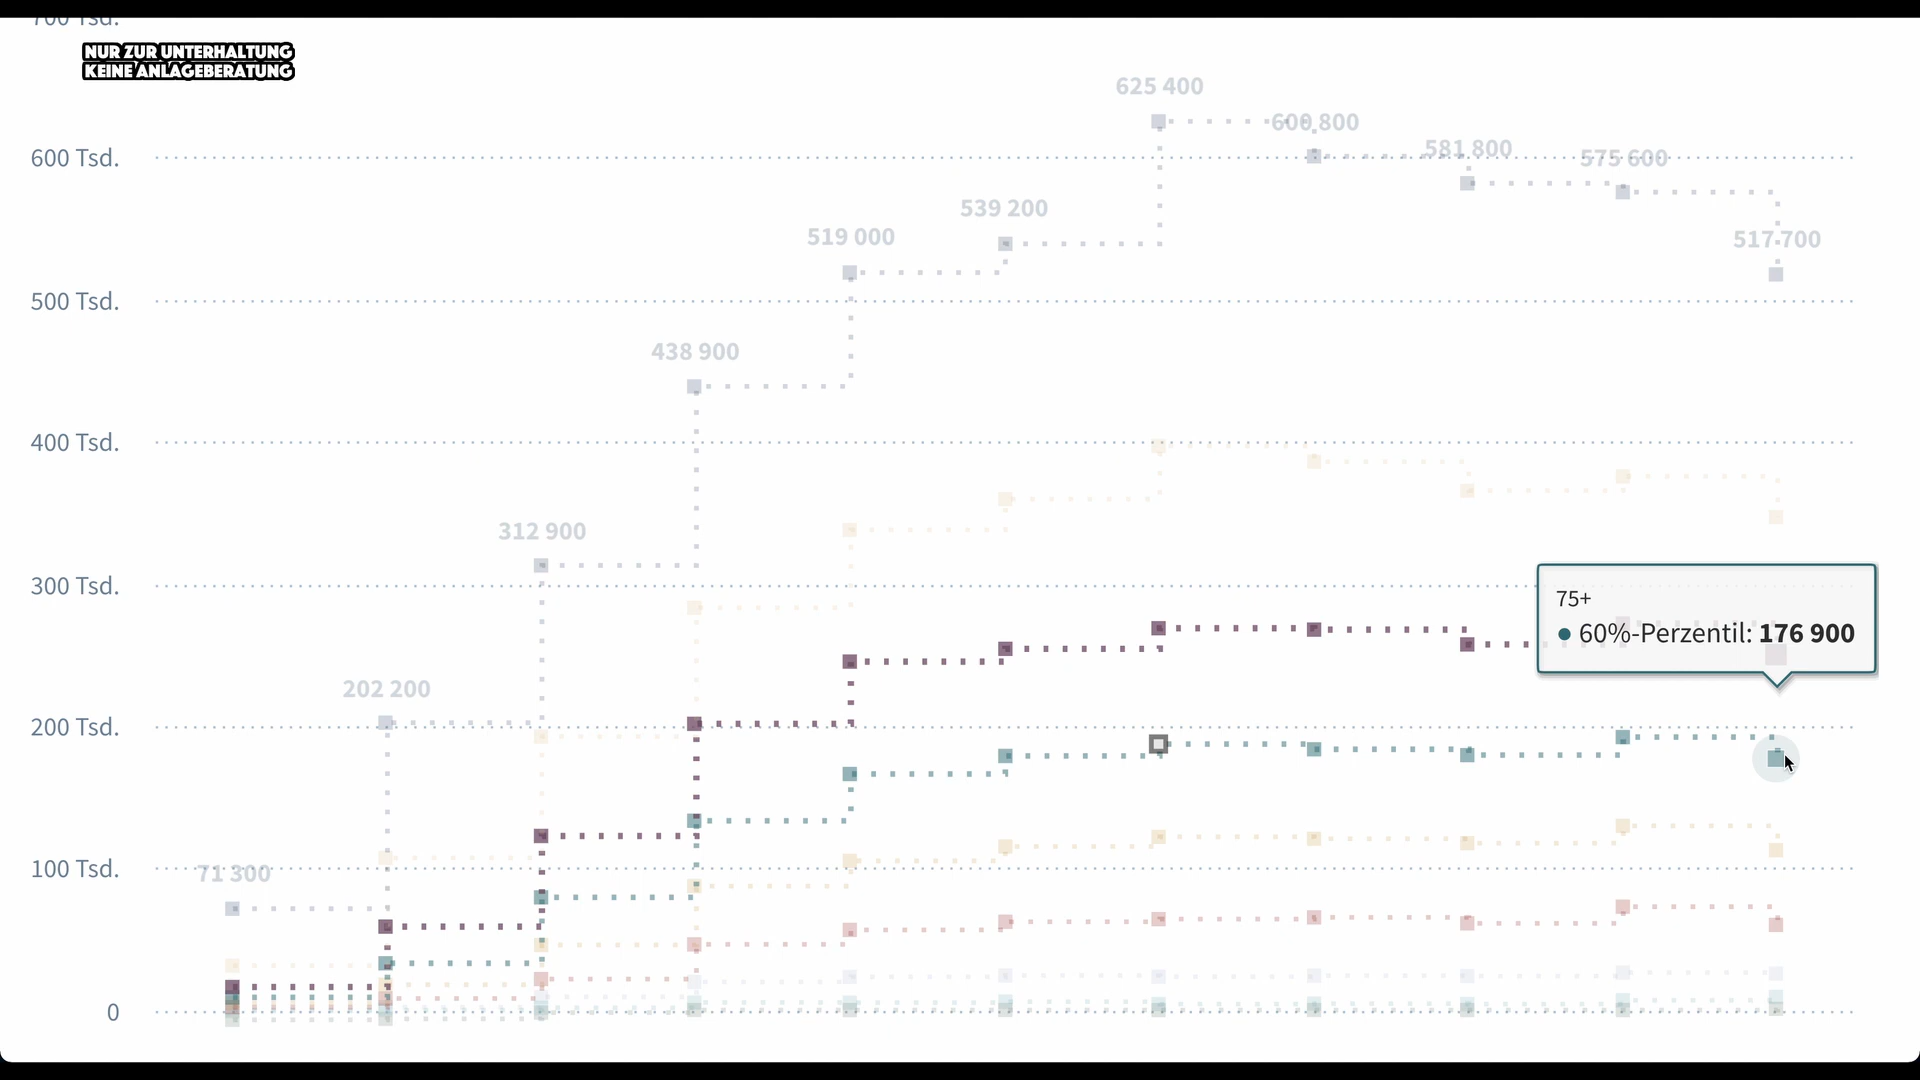 700 Tsd.
NUR ZUR UNTERHALTUNG
KEINE ANLAGEBERATUNG
625 400
600 800
581 800
575 600
600 Tsd.
539 200
519 000
517 700
500 Tsd.
438 900
400 Tsd.
312 900
300 Tsd.
75+
60%-Perzentil: 176 900
202 200
200 Tsd.
100 Tsd.
71 300
0